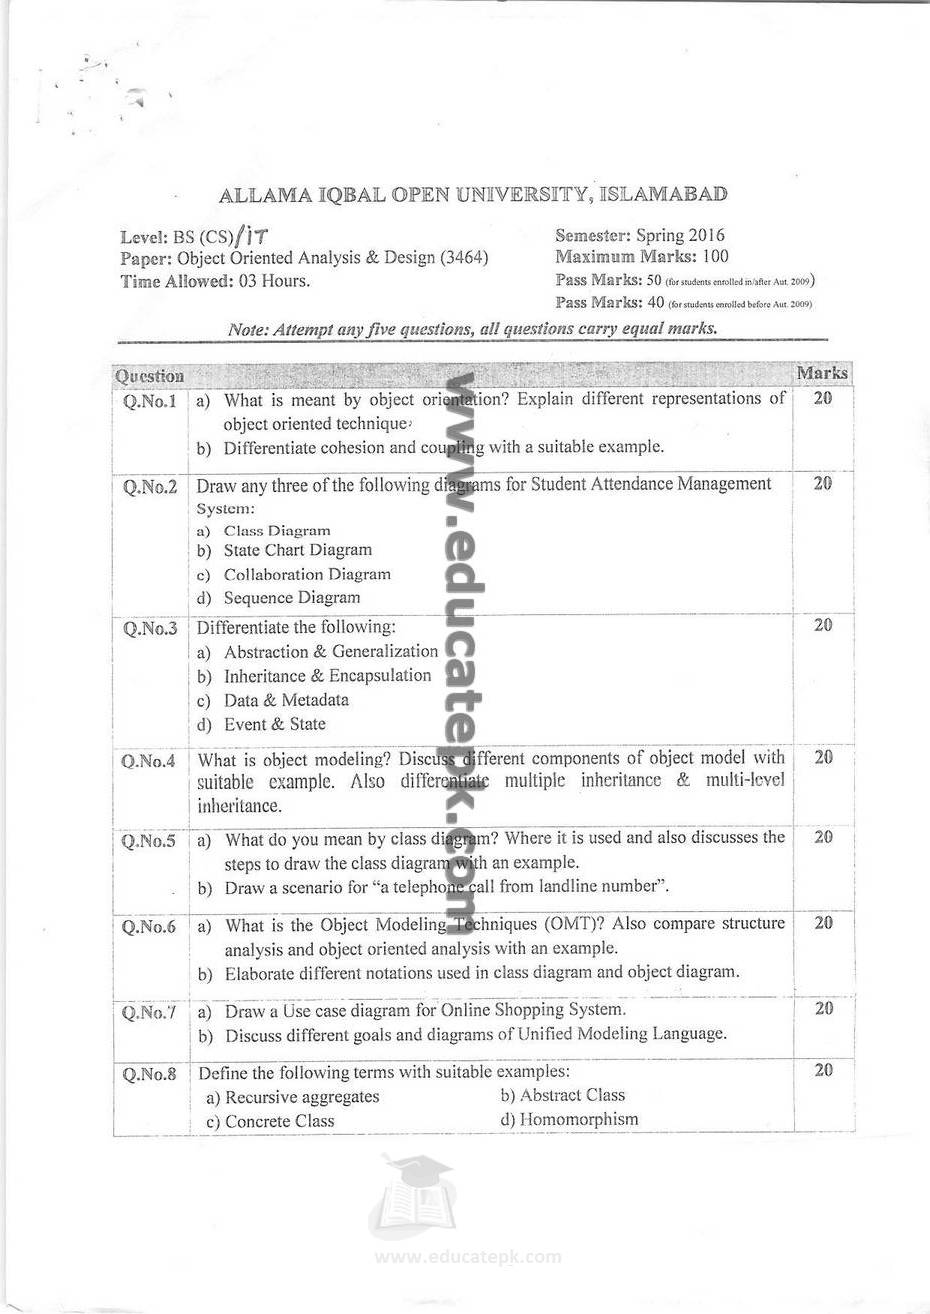 ALLAMA IQBAL OPEN UNIVERSITY, ISLAMABAD
Level: BS (CS)/iT
Semester: Spring 2016
Paper: Object Oriented Analysis & Design (3464)
Maximum Marks: 100
Time Allowed: 03 Hours.
Pass Marks: 50 (for students enrolled in/after Aut. 2009)
Pass Marks: 40 (for students enrolled before Aut. 2009)
Note: Attempt any five questions, all questions carry equal marks.
Question Marks
Q.No.1 a) What is meant by object orientation? Explain different representations of 20
object oriented technique.
b) Differentiate cohesion and coupling with a suitable example.
Q.No.2 Draw any three of the following diagrams for Student Attendance Management 20
System:
a) Class Diagram
b) State Chart Diagram
c) Collaboration Diagram
d) Sequence Diagram
Q.No.3 Differentiate the following: 20
a) Abstraction & Generalization
b) Inheritance & Encapsulation
c) Data & Metadata
d) Event & State
Q.No.4 What is object modeling? Discuss different components of object model with 20
suitable example. Also differentiate multiple inheritance & multi-level
inheritance.
Q.No.5 a) What do you mean by class diagram? Where it is used and also discusses the 20
steps to draw the class diagram with an example.
b) Draw a scenario for “a telephone call from landline number”.
Q.No.6 a) What is the Object Modeling Techniques (OMT)? Also compare structure 20
analysis and object oriented analysis with an example.
b) Elaborate different notations used in class diagram and object diagram.
Q.No.7 a) Draw a Use case diagram for Online Shopping System. 20
b) Discuss different goals and diagrams of Unified Modeling Language.
Q.No.8 Define the following terms with suitable examples: 20
a) Recursive aggregates b) Abstract Class
c) Concrete Class d) Homomorphism
www.educatepk.com
www.educatepk.com